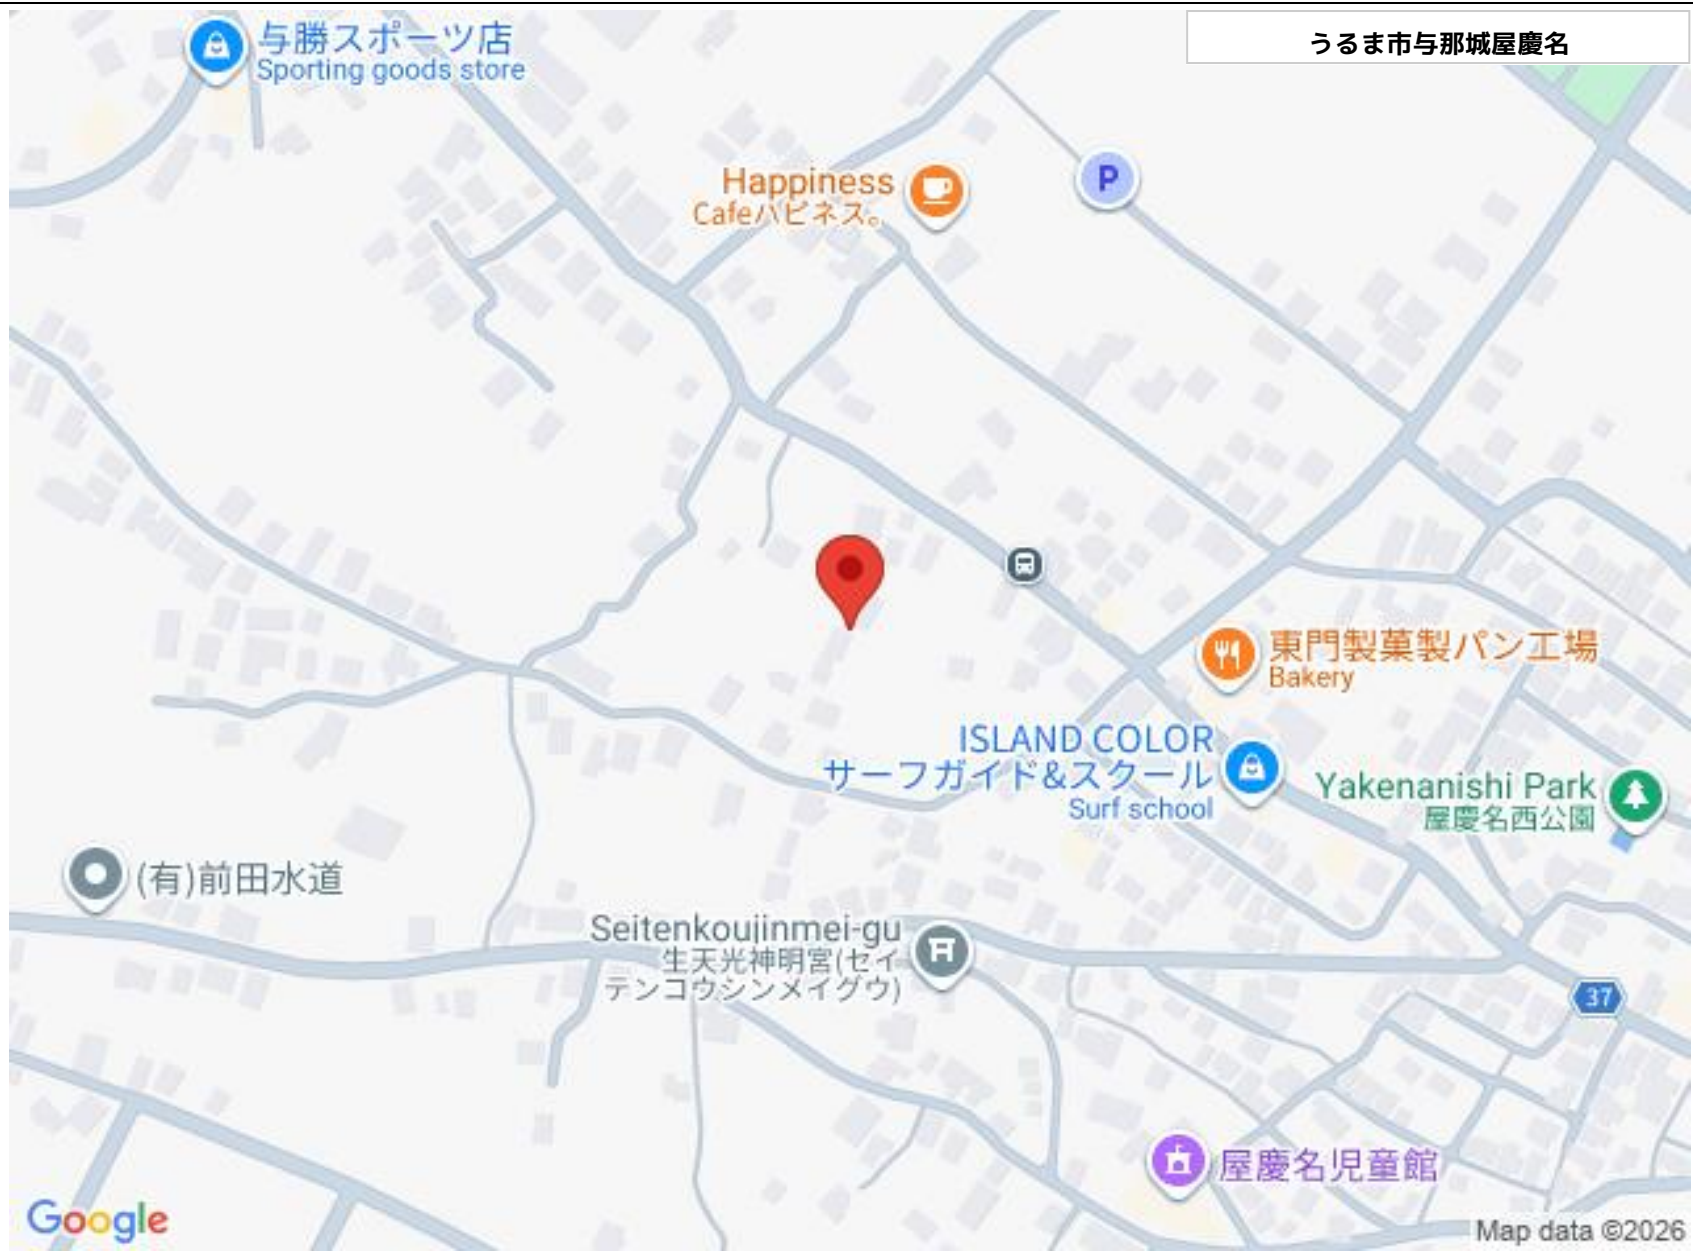 うるま市与那城屋慶名
与勝スポーツ店
Sporting goods store
Happiness
Cafeハピネス。
P
東門製菓製パン工場
Bakery
ISLAND COLOR
サーフガイド&スクール
Surf school
Yakenanishi Park
屋慶名西公園
(有)前田水道
Seitenkoujinmei-gu
生天光神明宮(セイ
テンコウシンメイグウ)
37
屋慶名児童館
Google
Map data ©2026